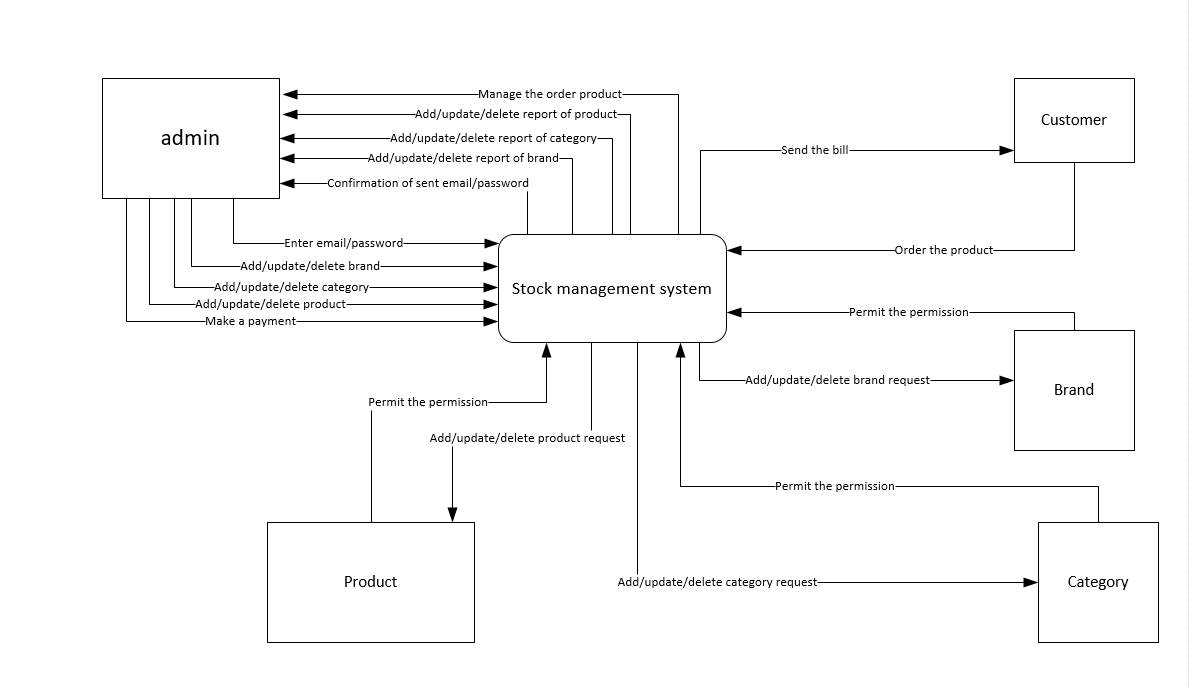 Manage the order product
Add/update/delete report of product
admin
Customer
Add/update/delete report of category
Send the bill
Add/update/delete report of brand
Confirmation of sent email/password
Enter email/password
Order the product
Add/update/delete brand
Add/update/delete category
Stock management system
Add/update/delete product
Permit the permission
Make a payment
Add/update/delete brand request
Brand
Permit the permission
Add/update/delete product request
Permit the permission
Product
Add/update/delete category request
Category